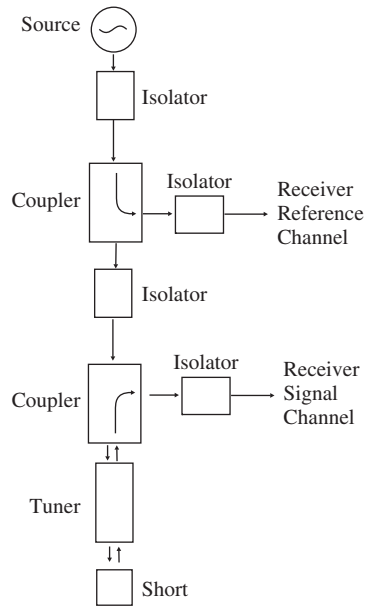 Source
Isolator
Isolator
Receiver
Reference
Channel
Coupler
Isolator
Isolator
Receiver
Signal
Channel
Coupler
Tuner
Short